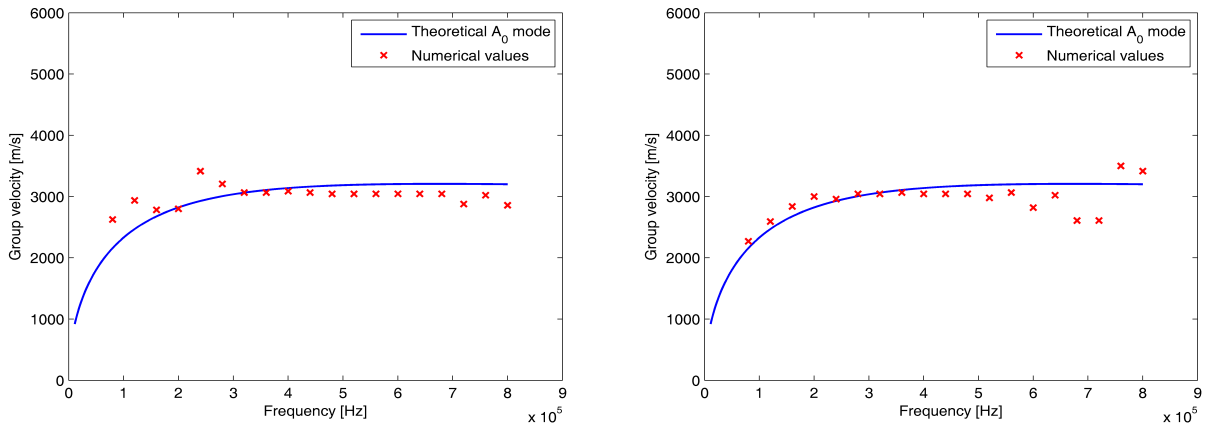 6000
5000
4000
3000
2000
1000
0
Group velocity [m/s]
Theoretical A0 mode
Numerical values
0 1 2 3 4 5 6 7 8 9
Frequency [Hz]
x 10^5
6000
5000
4000
3000
2000
1000
0
Group velocity [m/s]
Theoretical A0 mode
Numerical values
0 1 2 3 4 5 6 7 8 9
Frequency [Hz]
x 10^5